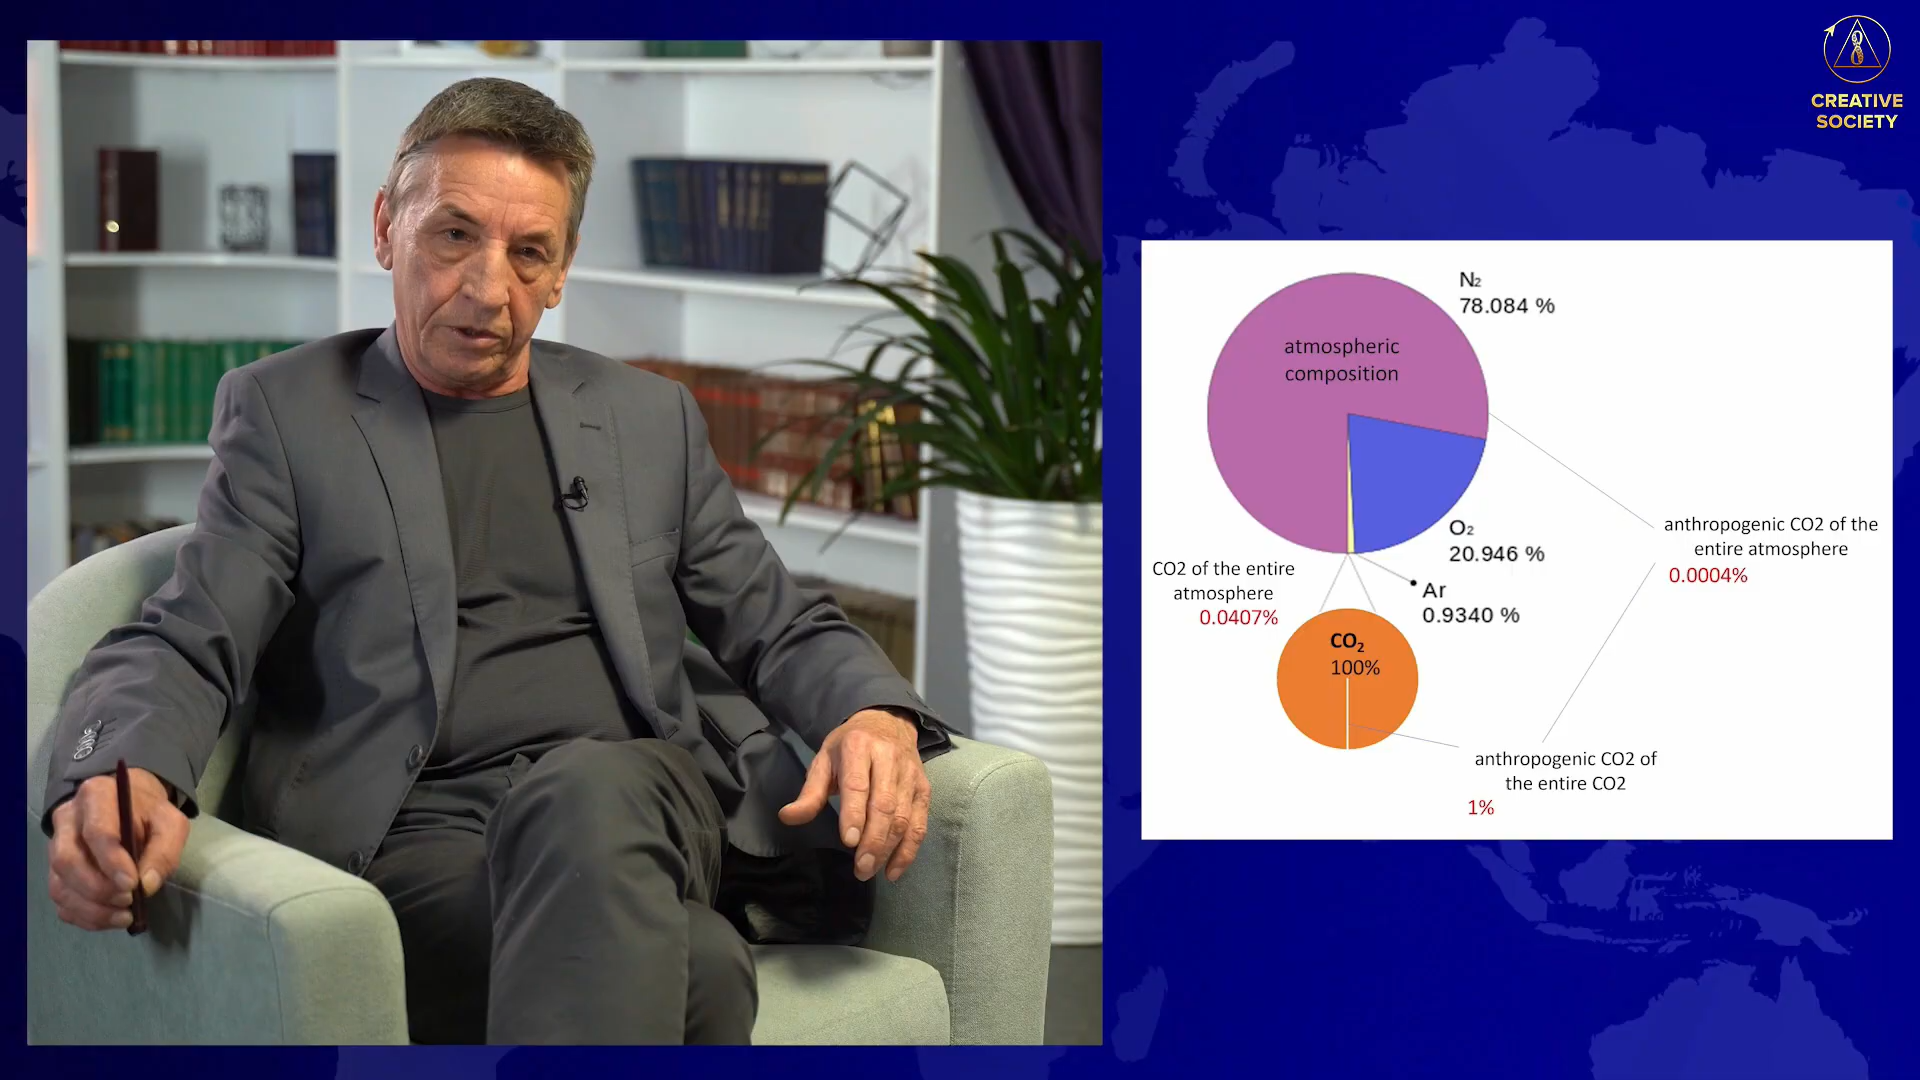 CREATIVE
SOCIETY
N₂
78.084 %
atmospheric
composition
O₂
20.946 %
anthropogenic CO2 of the
entire atmosphere
0.0004%
CO2 of the entire
atmosphere
0.0407%
Ar
0.9340 %
CO₂
100%
anthropogenic CO2 of
the entire CO2
1%